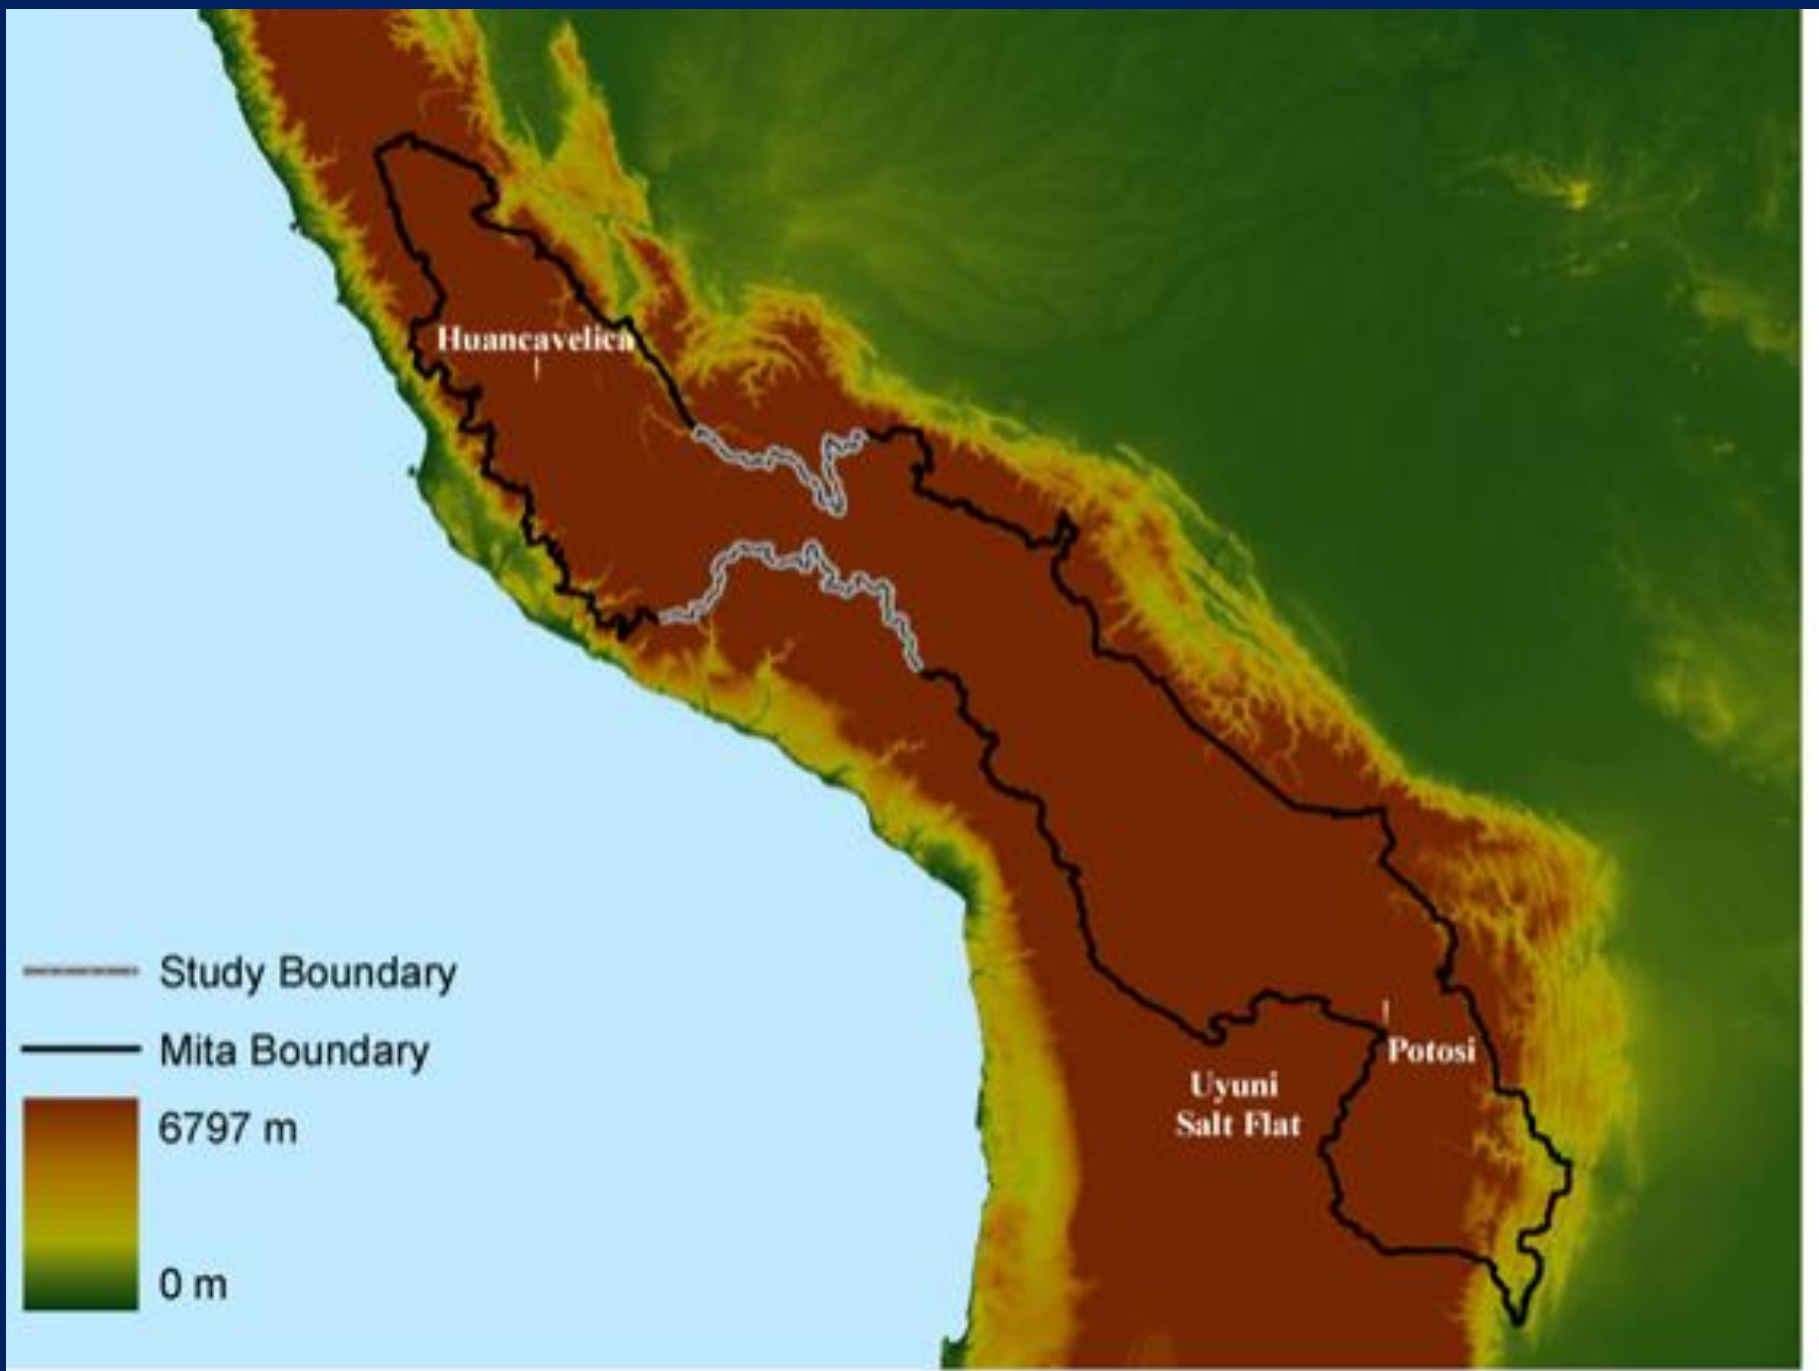 Huancavelica
Study Boundary
Mita Boundary
6797 m
0 m
Potosi
Uyuni
Salt Flat